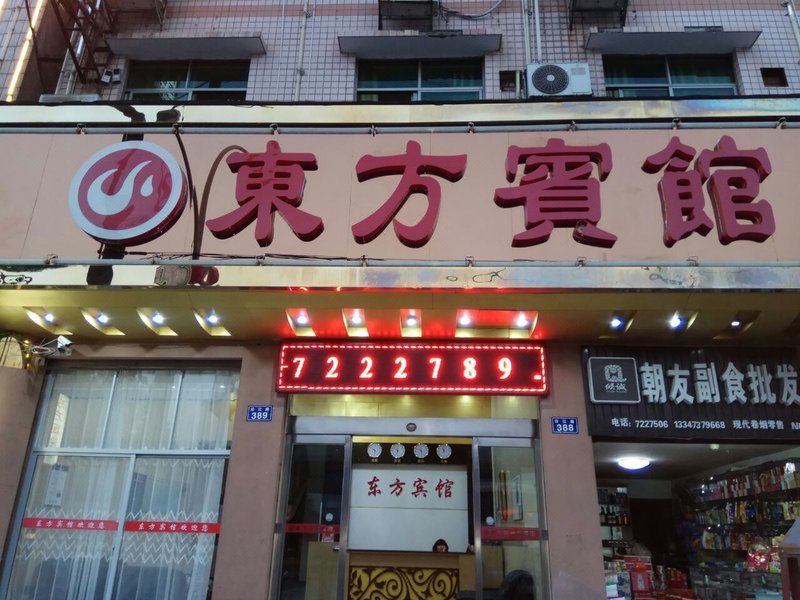 東方賓館
7222789
朝友副食批发
倾诚
电话: 7227506 13347379668 现代卷烟零售
389
388
东方宾馆
东方宾馆欢迎您
东方宾馆欢迎您